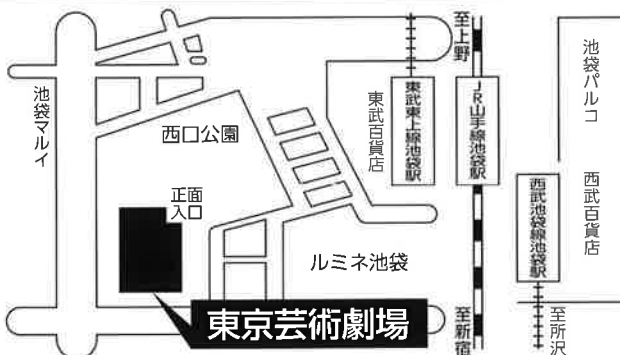 池袋マルイ
西口公園
正面
入口
東京芸術劇場
ルミネ池袋
東武百貨店
東武東上線池袋駅
至上野
JR山手線池袋駅
至新宿
池袋パルコ
西武百貨店
西武池袋線池袋駅
至所沢